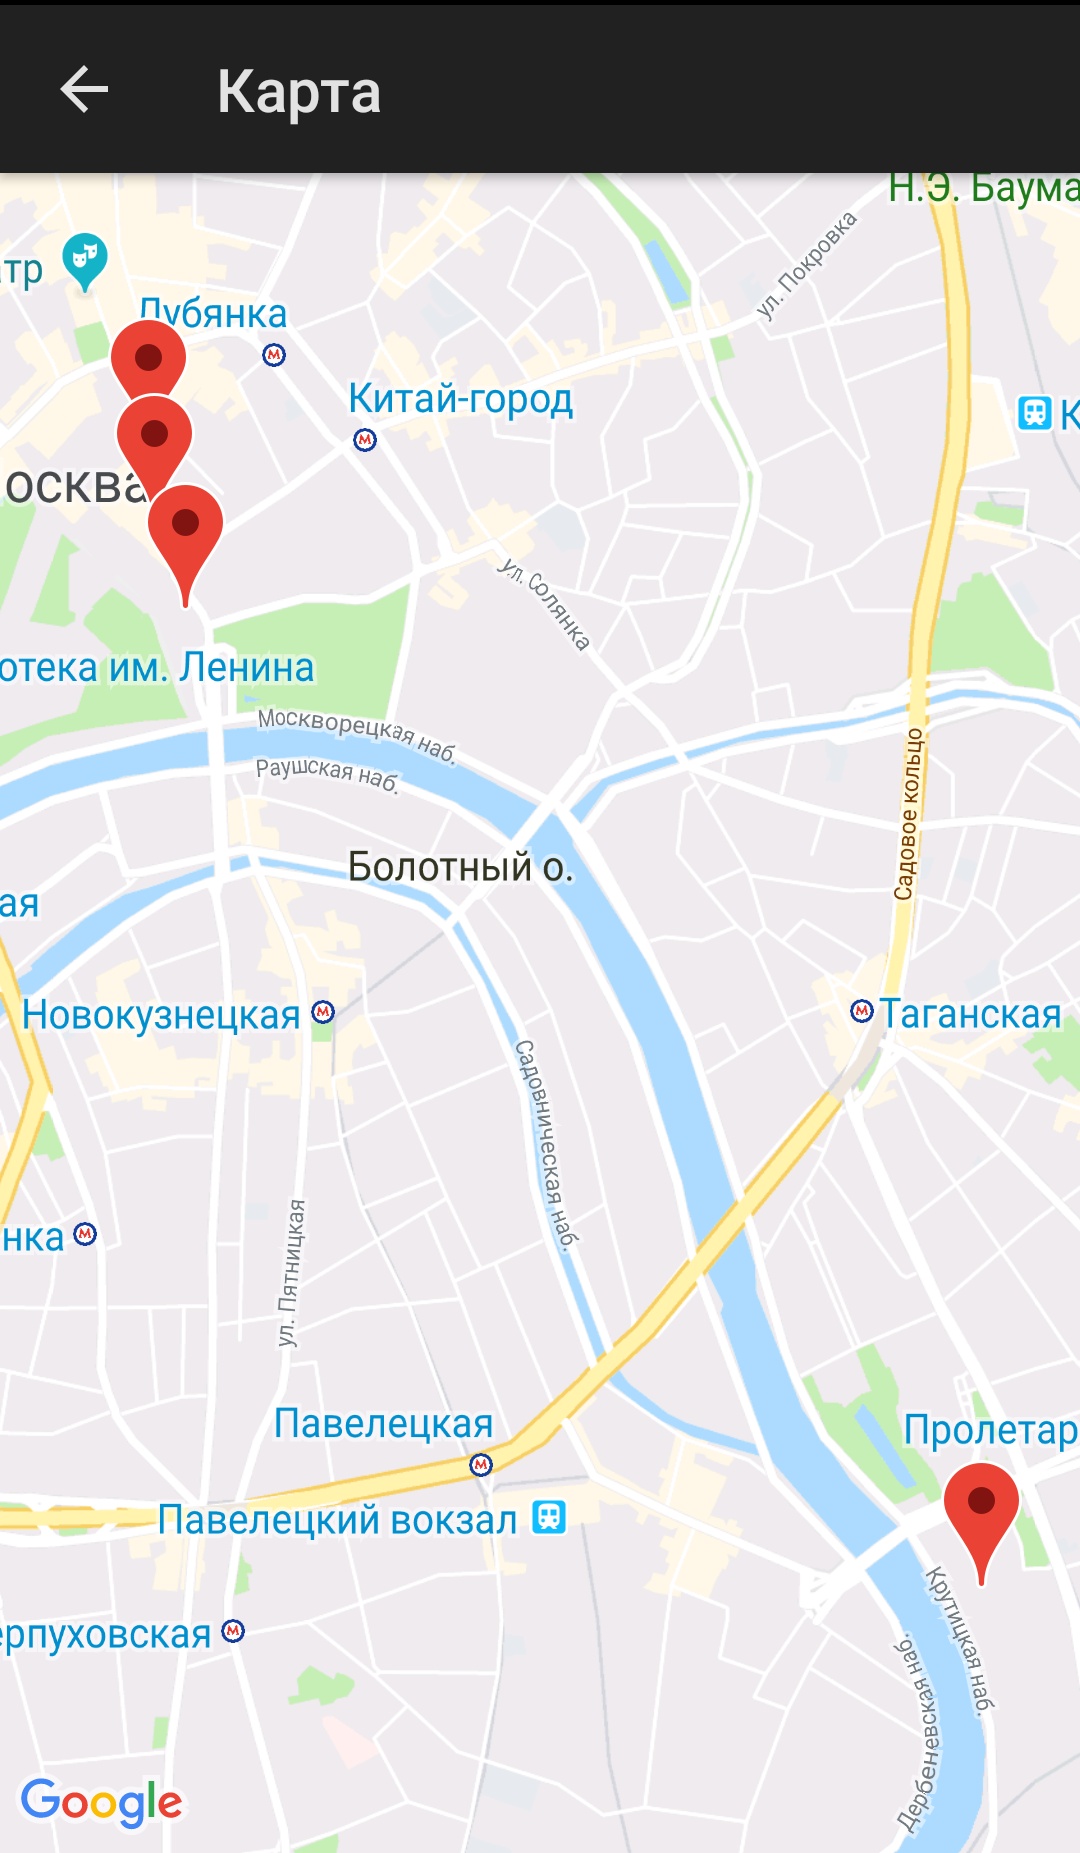 Карта
Н.Э. Баума
тр
ул. Покровка
Лубянка
Китай-город
К
осква
ул. Солянка
отека им. Ленина
Москворецкая наб.
Раушская наб.
Садовое кольцо
Болотный о.
ая
Новокузнецкая
Таганская
Садовническая наб.
нка
ул. Пятницкая
Павелецкая
Пролетар
Павелецкий вокзал
Крутицкая наб.
ерпуховская
Дербеневская наб.
Google